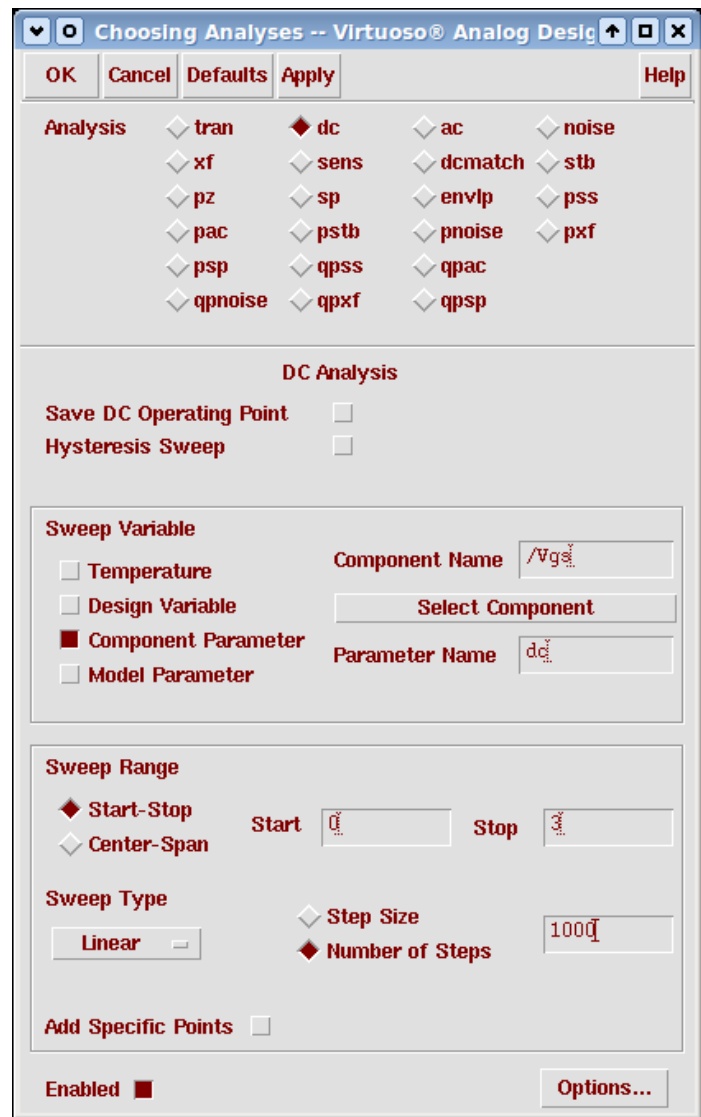 Choosing Analyses -- Virtuoso® Analog Desig
OK Cancel Defaults Apply Help
Analysis tran dc ac noise
xf sens dcmatch stb
pz sp envlp pss
pac pstb pnoise pxf
psp qpss qpac
qpnoise qpxf qpsp
DC Analysis
Save DC Operating Point
Hysteresis Sweep
Sweep Variable
Temperature
Design Variable
Component Parameter
Model Parameter
Component Name /Vgs
Select Component
Parameter Name dc
Sweep Range
Start-Stop
Center-Span
Start 0 Stop 3
Sweep Type
Linear
Step Size
Number of Steps
1000
Add Specific Points
Enabled Options...